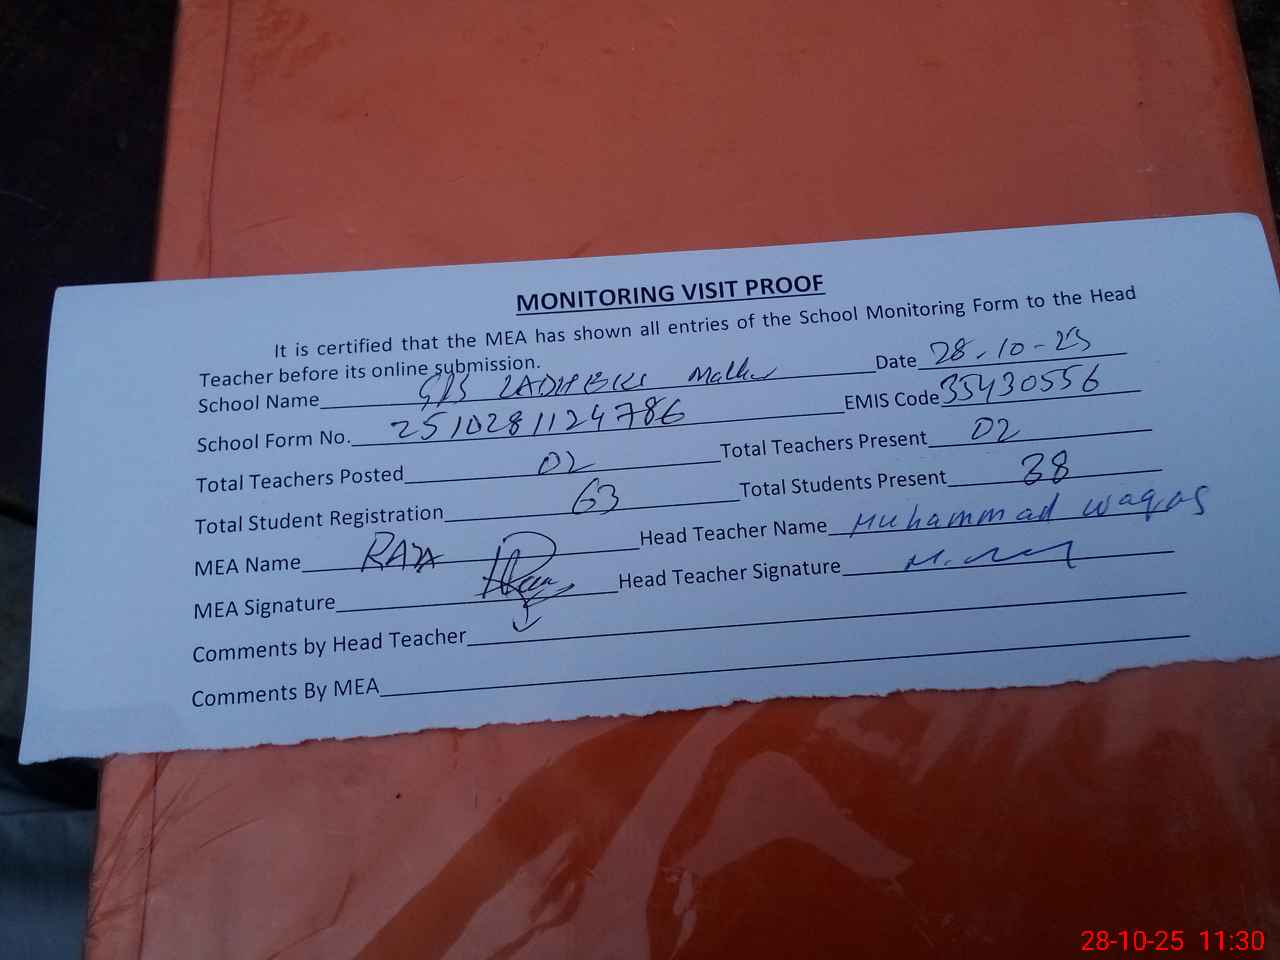 MONITORING VISIT PROOF
It is certified that the MEA has shown all entries of the School Monitoring Form to the Head
Teacher before its online submission.
School Name GPS Date 28-10-25
School Form No. 2510281124786 EMIS Code 35430556
Total Teachers Posted 02 Total Teachers Present 02
Total Student Registration 63 Total Students Present 38
MEA Name RAZA Head Teacher Name Muhammad waqas
MEA Signature Head Teacher Signature
Comments by Head Teacher
Comments By MEA
28-10-25 11:30